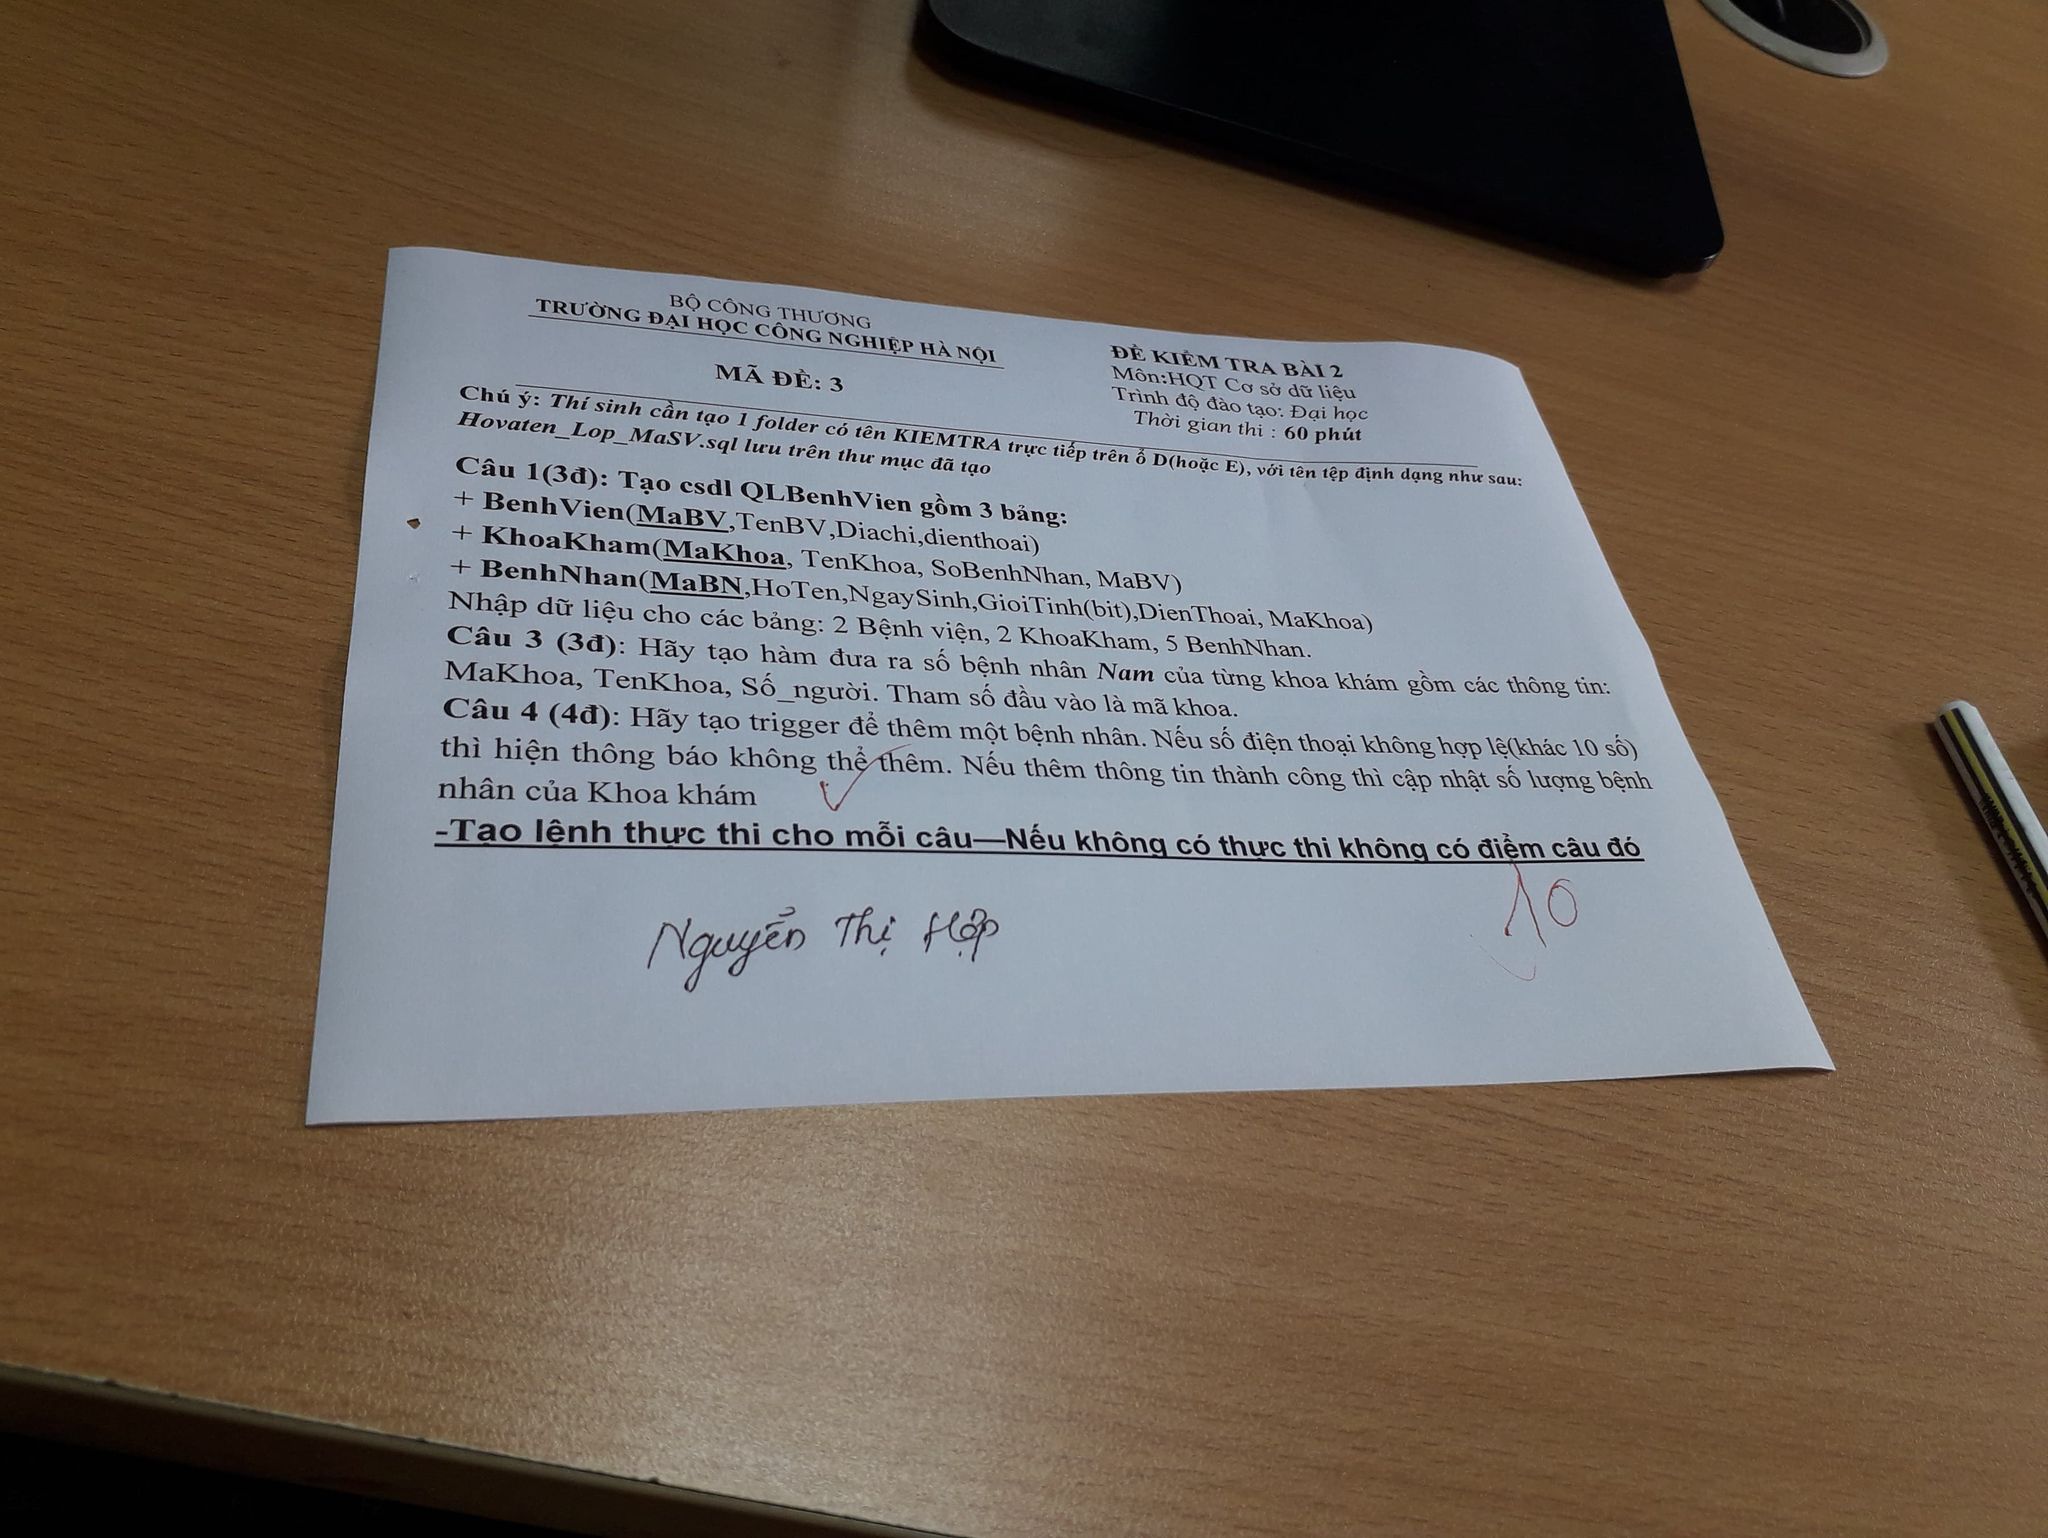 BỘ CÔNG THƯƠNG
TRƯỜNG ĐẠI HỌC CÔNG NGHIỆP HÀ NỘI
MÃ ĐỀ: 3
ĐỀ KIỂM TRA BÀI 2
Môn:HQT Cơ sở dữ liệu
Trình độ đào tạo: Đại học
Thời gian thi : 60 phút
Chú ý: Thí sinh cần tạo 1 folder có tên KIEMTRA trực tiếp trên ổ D(hoặc E), với tên tệp định dạng như sau:
Hovaten_Lop_MaSV.sql lưu trên thư mục đã tạo
Câu 1(3đ): Tạo csdl QLBenhVien gồm 3 bảng:
+ BenhVien(MaBV,TenBV,Diachi,dienthoai)
+ KhoaKham(MaKhoa, TenKhoa, SoBenhNhan, MaBV)
+ BenhNhan(MaBN,HoTen,NgaySinh,GioiTinh(bit),DienThoai, MaKhoa)
Nhập dữ liệu cho các bảng: 2 Bệnh viện, 2 KhoaKham, 5 BenhNhan.
Câu 3 (3đ): Hãy tạo hàm đưa ra số bệnh nhân Nam của từng khoa khám gồm các thông tin:
MaKhoa, TenKhoa, Số_người. Tham số đầu vào là mã khoa.
Câu 4 (4đ): Hãy tạo trigger để thêm một bệnh nhân. Nếu số điện thoại không hợp lệ(khác 10 số)
thì hiện thông báo không thể thêm. Nếu thêm thông tin thành công thì cập nhật số lượng bệnh
nhân của Khoa khám
-Tạo lệnh thực thi cho mỗi câu—Nếu không có thực thi không có điểm câu đó
10
Nguyễn Thị Hợp